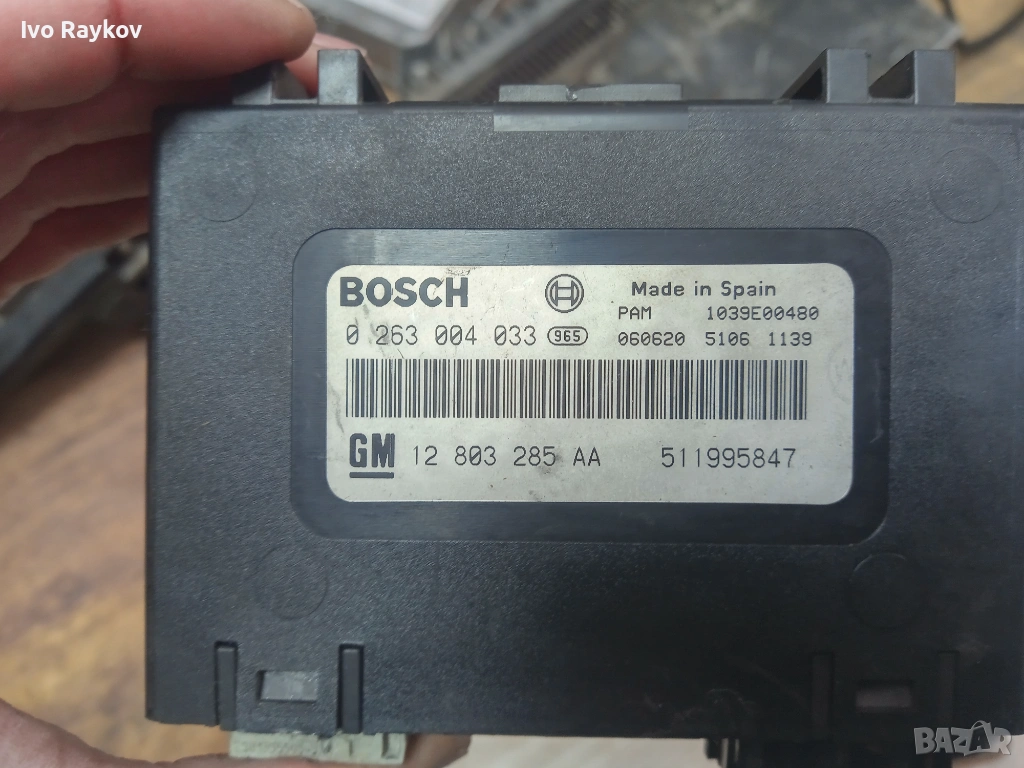 Ivo Raykov
BOSCH
Made in Spain
PAM 1039E00480
0 263 004 033 965 060620 5106 1139
GM 12 803 285 AA 511995847
BAZAR